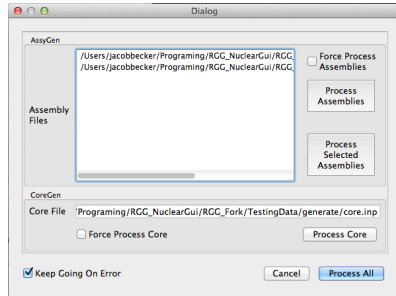 Dialog
AssyGen
/Users/jacobbecker/Programing/RGG_NuclearGui/RGG_
/Users/jacobbecker/Programing/RGG_NuclearGui/RGG_
Force Process
Assemblies
Process
Assemblies
Assembly
Files
Process
Selected
Assemblies
CoreGen
Core File
Programing/RGG_NuclearGui/RGG_Fork/TestingData/generate/core.inp
Force Process Core
Process Core
Keep Going On Error
Cancel
Process All